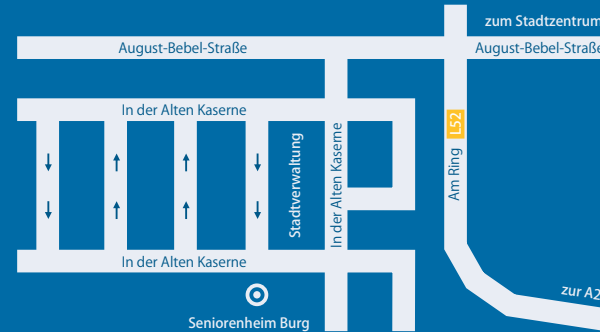 zum Stadtzentrum
August-Bebel-Straße
August-Bebel-Straße
In der Alten Kaserne
L52
Stadtverwaltung
In der Alten Kaserne
Am Ring
In der Alten Kaserne
zur A2
Seniorenheim Burg